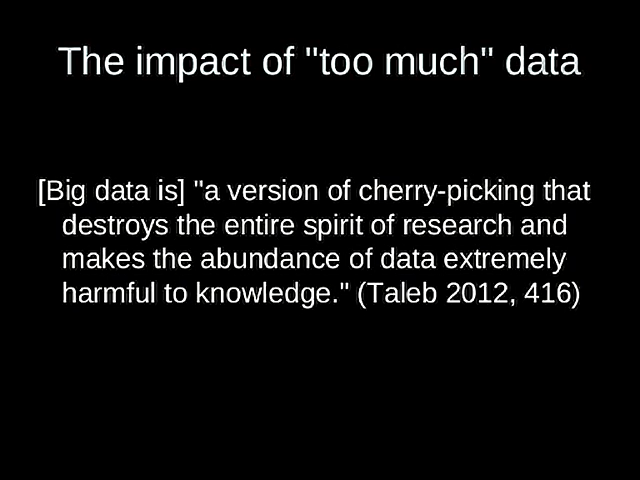 The impact of "too much" data
[Big data is] "a version of cherry-picking that
destroys the entire spirit of research and
makes the abundance of data extremely
harmful to knowledge." (Taleb 2012, 416)